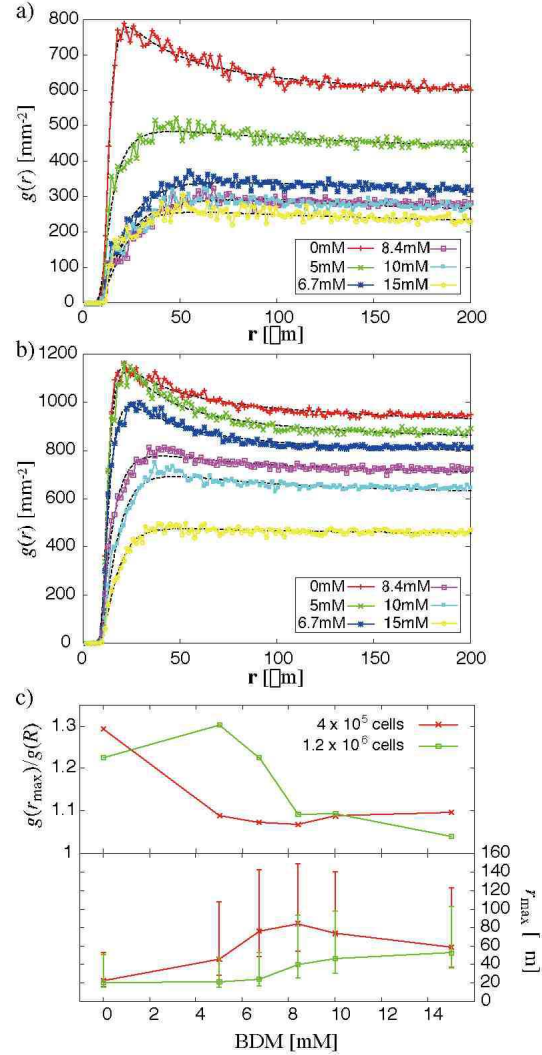 a)
800
700
600
500
400
300
200
100
0
g(r) [mm-2]
0mM 8.4mM
5mM 10mM
6.7mM 15mM
0 50 100 150 200
r [□m]
b)
1200
1000
800
600
400
200
0
g(r) [mm-2]
0mM 8.4mM
5mM 10mM
6.7mM 15mM
0 50 100 150 200
r [□m]
c)
4 x 10^5 cells
1.2 x 10^6 cells
1.3
1.2
1.1
1
g(r_max)/g(R)
160
140
120
100
80
60
40
20
0
r_max [ m]
0 2 4 6 8 10 12 14
BDM [mM]